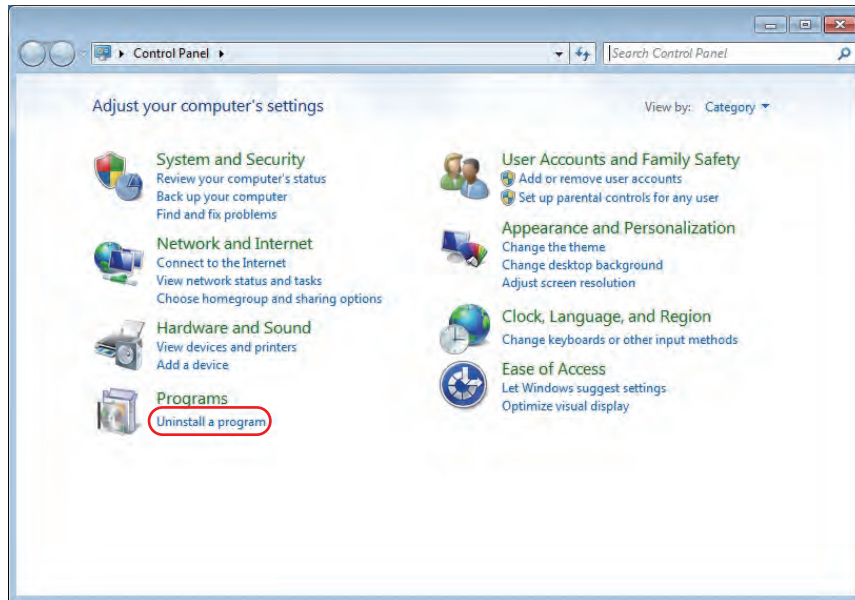 Control Panel
Search Control Panel
Adjust your computer's settings
View by: Category
System and Security
Review your computer's status
Back up your computer
Find and fix problems
Network and Internet
Connect to the Internet
View network status and tasks
Choose homegroup and sharing options
Hardware and Sound
View devices and printers
Add a device
Programs
Uninstall a program
User Accounts and Family Safety
Add or remove user accounts
Set up parental controls for any user
Appearance and Personalization
Change the theme
Change desktop background
Adjust screen resolution
Clock, Language, and Region
Change keyboards or other input methods
Ease of Access
Let Windows suggest settings
Optimize visual display